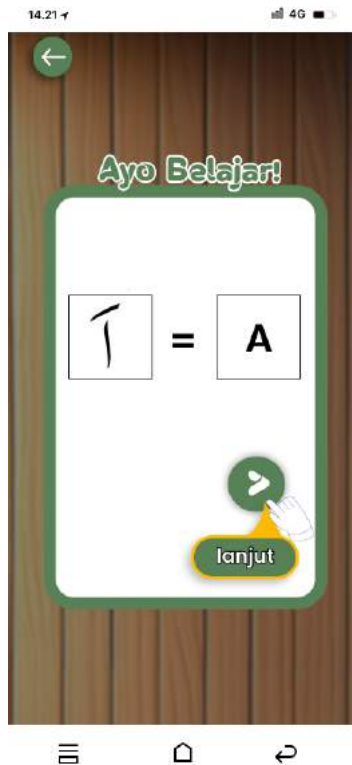 14.21
4G
Ayo Belajar!
آ = A
lanjut